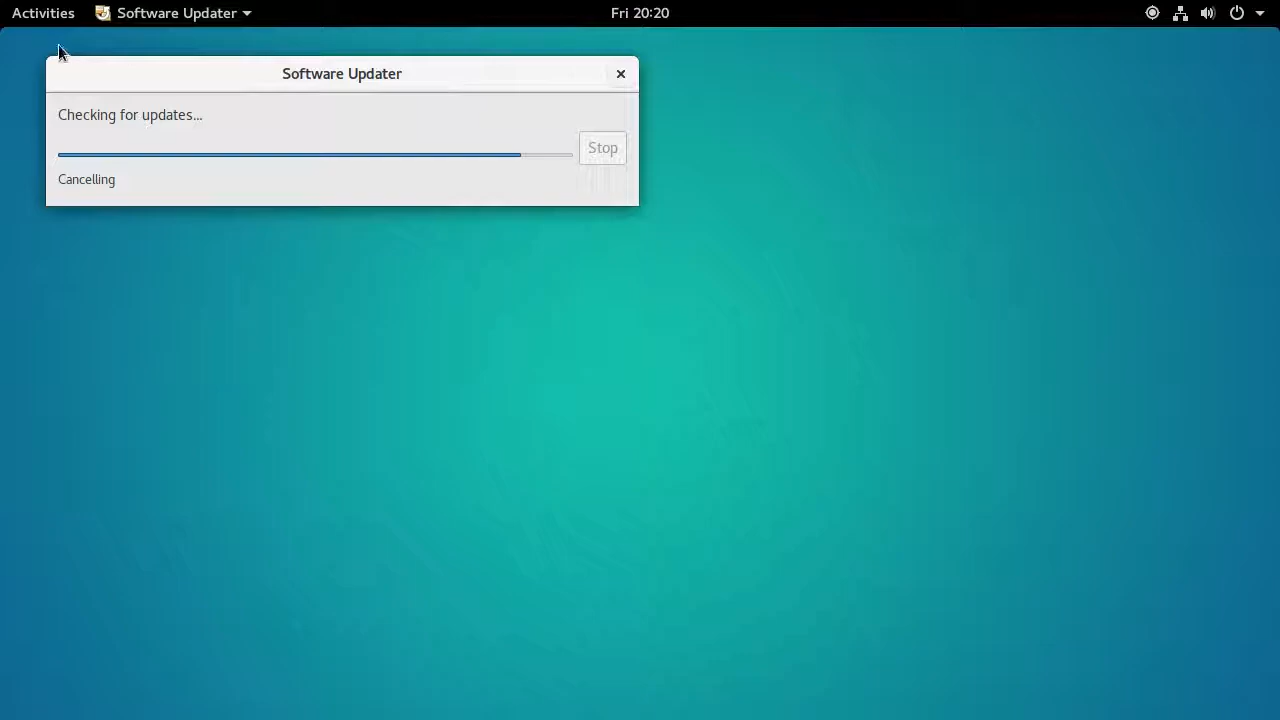 Activities
Software Updater
Fri 20:20
Software Updater
Checking for updates...
Stop
Cancelling